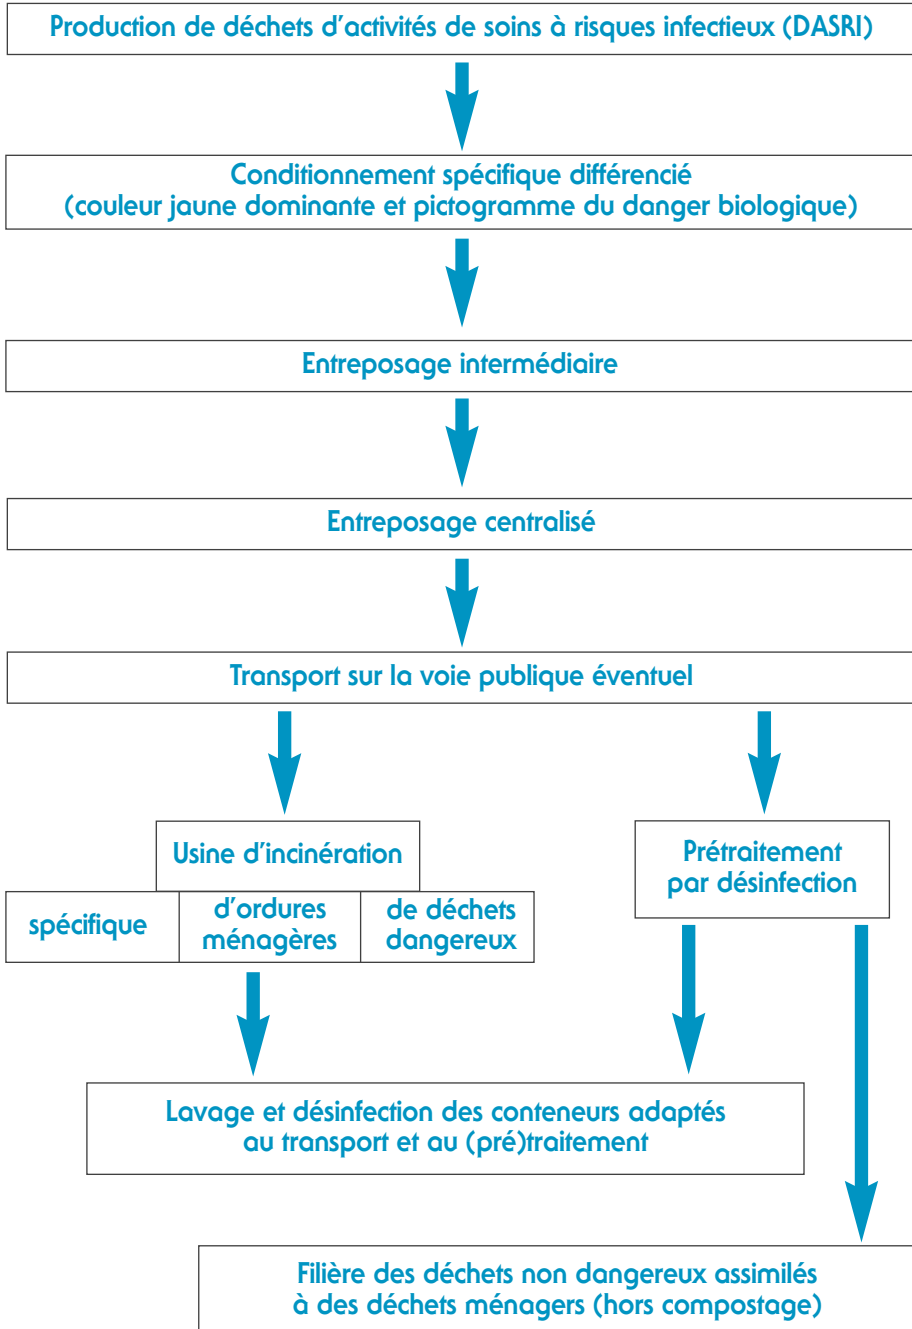 Production de déchets d’activités de soins à risques infectieux (DASRI)
Conditionnement spécifique différencié
(couleur jaune dominante et pictogramme du danger biologique)
Entreposage intermédiaire
Entreposage centralisé
Transport sur la voie publique éventuel
Usine d’incinération
spécifique
d’ordures
ménagères
de déchets
dangereux
Prétraitement
par désinfection
Lavage et désinfection des conteneurs adaptés
au transport et au (pré)traitement
Filière des déchets non dangereux assimilés
à des déchets ménagers (hors compostage)